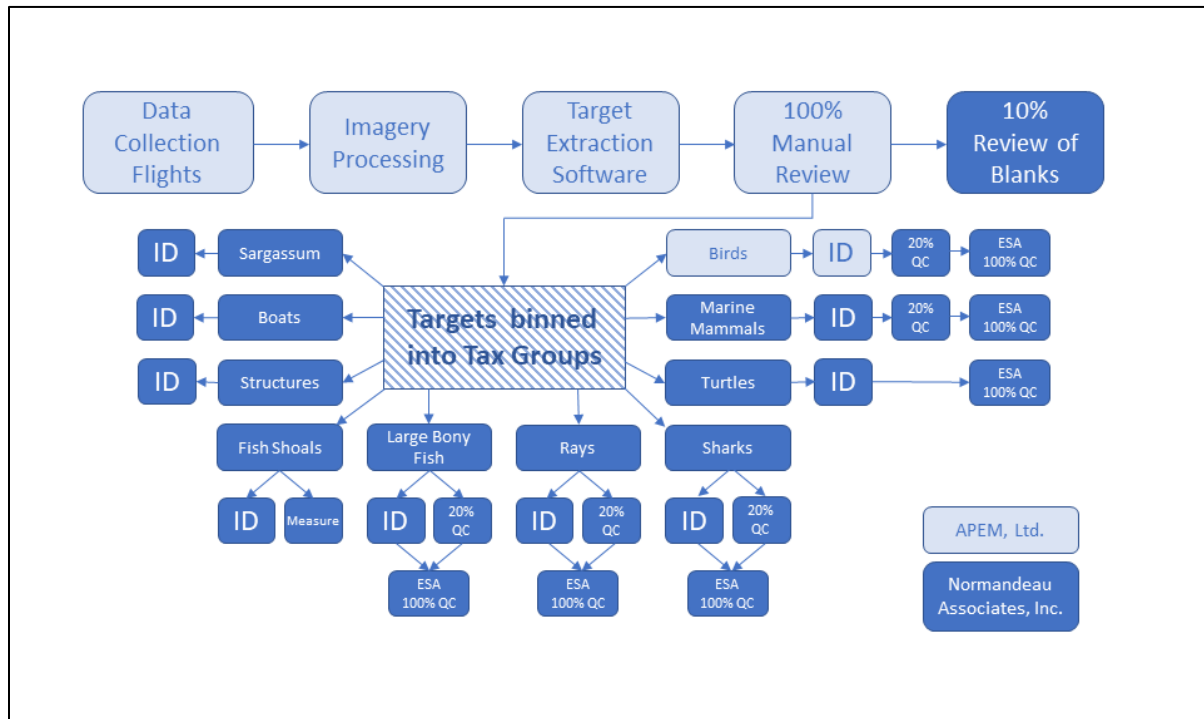 Data
Collection
Flights
Imagery
Processing
Target
Extraction
Software
100%
Manual
Review
10%
Review of
Blanks
ID
Sargassum
Birds
ID
20%
QC
ESA
100% QC
ID
Boats
Targets binned
into Tax Groups
Marine
Mammals
ID
20%
QC
ESA
100% QC
ID
Structures
Turtles
ID
ESA
100% QC
Fish Shoals
Large Bony
Fish
Rays
Sharks
ID
Measure
ID
20%
QC
ID
20%
QC
ID
20%
QC
ESA
100% QC
ESA
100% QC
ESA
100% QC
APEM, Ltd.
Normandeau
Associates, Inc.